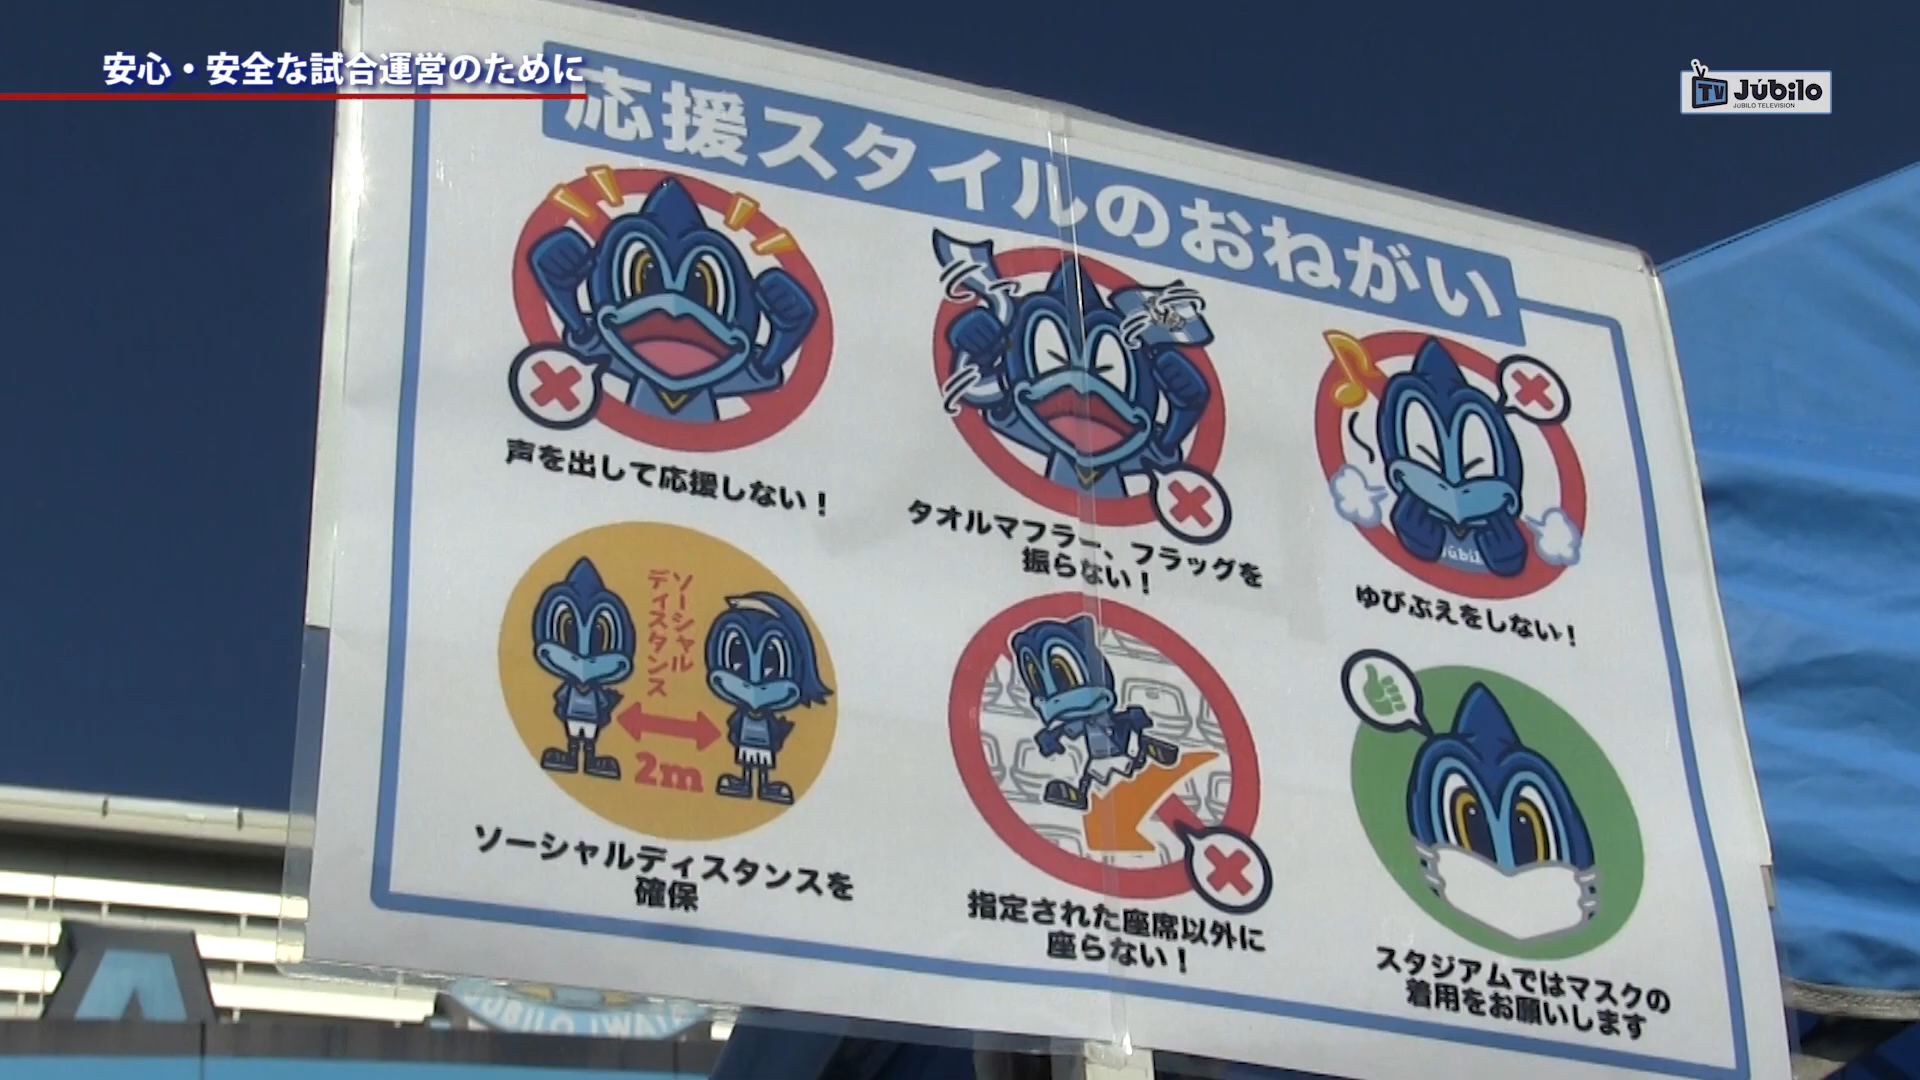 安心・安全な試合運営のために
TV Júbilo
JÚBILO TELEVISION
応援スタイルのおねがい
声を出して応援しない！
タオルマフラー、フラッグを
振らない！
Júbil
ゆびぶえをしない！
ソーシャル
ディスタンス
2m
ソーシャルディスタンスを
確保
指定された座席以外に
座らない！
スタジアムではマスクの
着用をお願いします
JUBILO IWATA